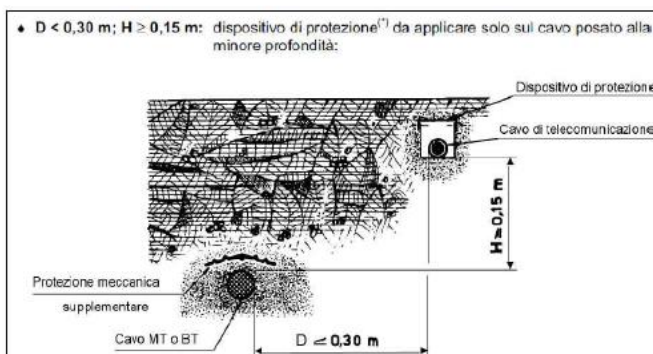 ♦ D < 0,30 m; H ≥ 0,15 m: dispositivo di protezione(*) da applicare solo sul cavo posato alla
minore profondità:
Dispositivo di protezione
Cavo di telecomunicazione
H ≥ 0,15 m
Protezione meccanica
supplementare
Cavo MT o BT
D ≤ 0,30 m